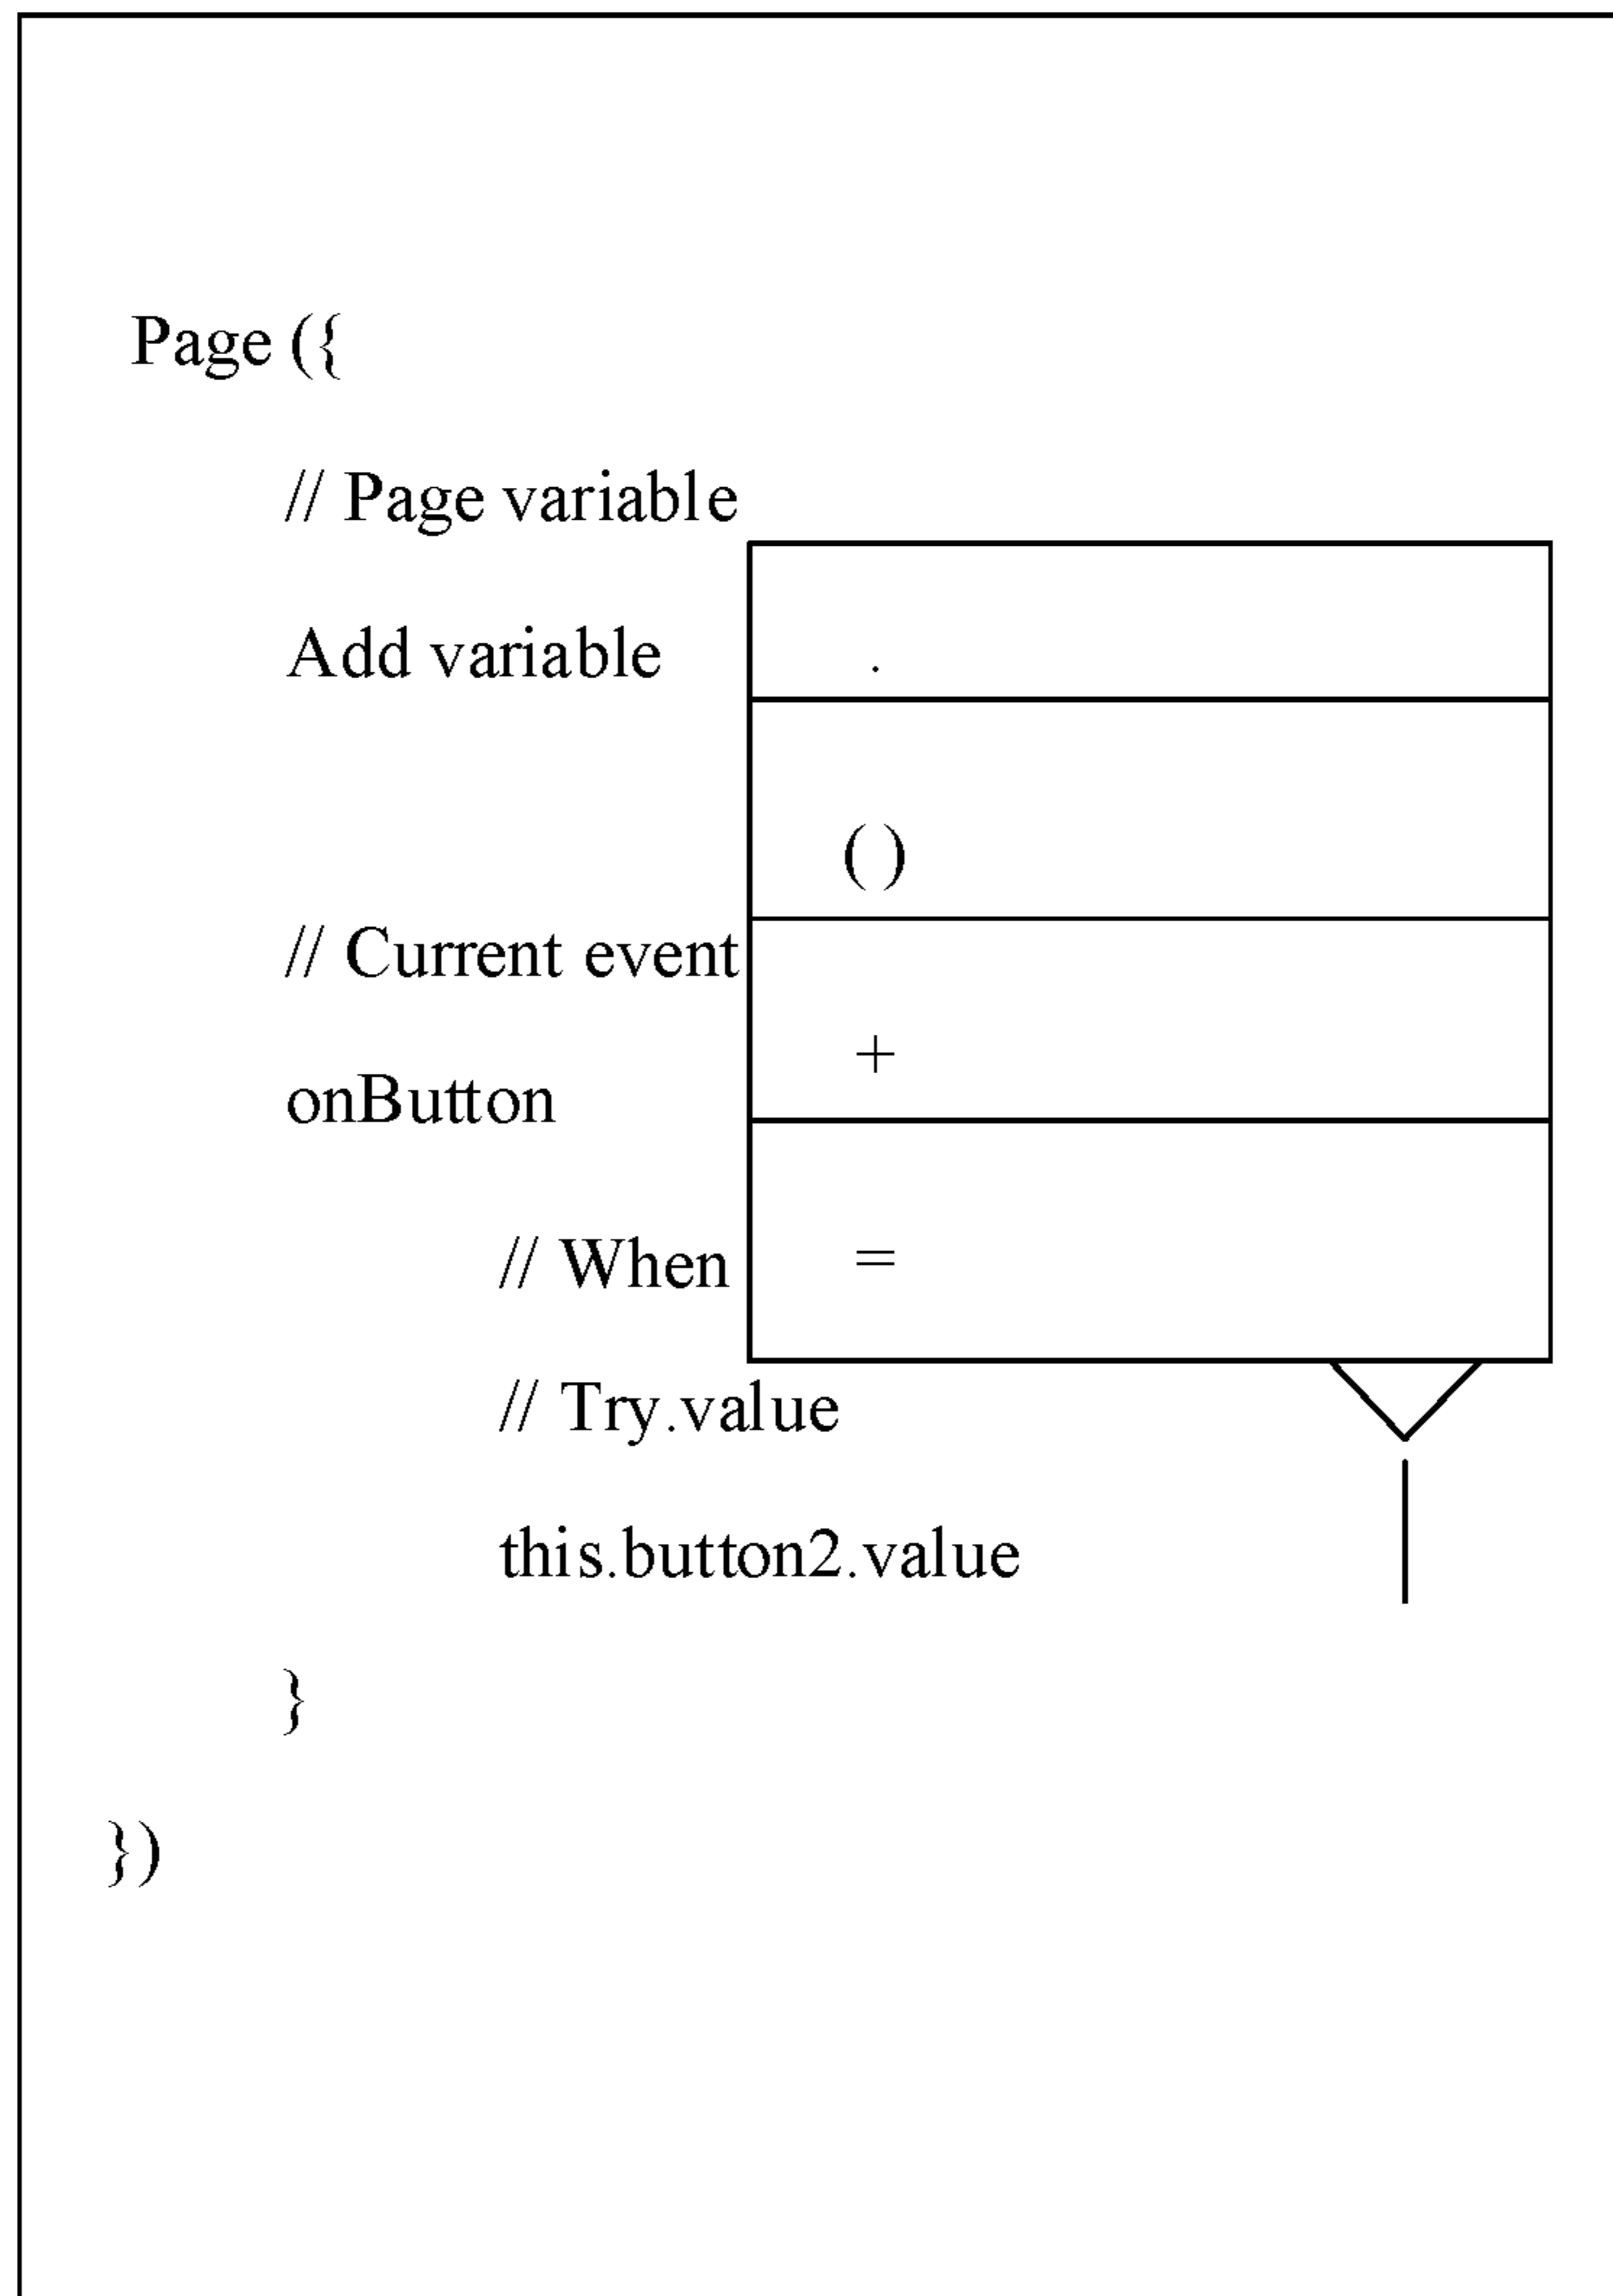 Page ({
// Page variable
Add variable
.
( )
// Current event
+
onButton
// When
=
// Try.value
this.button2.value
}
})